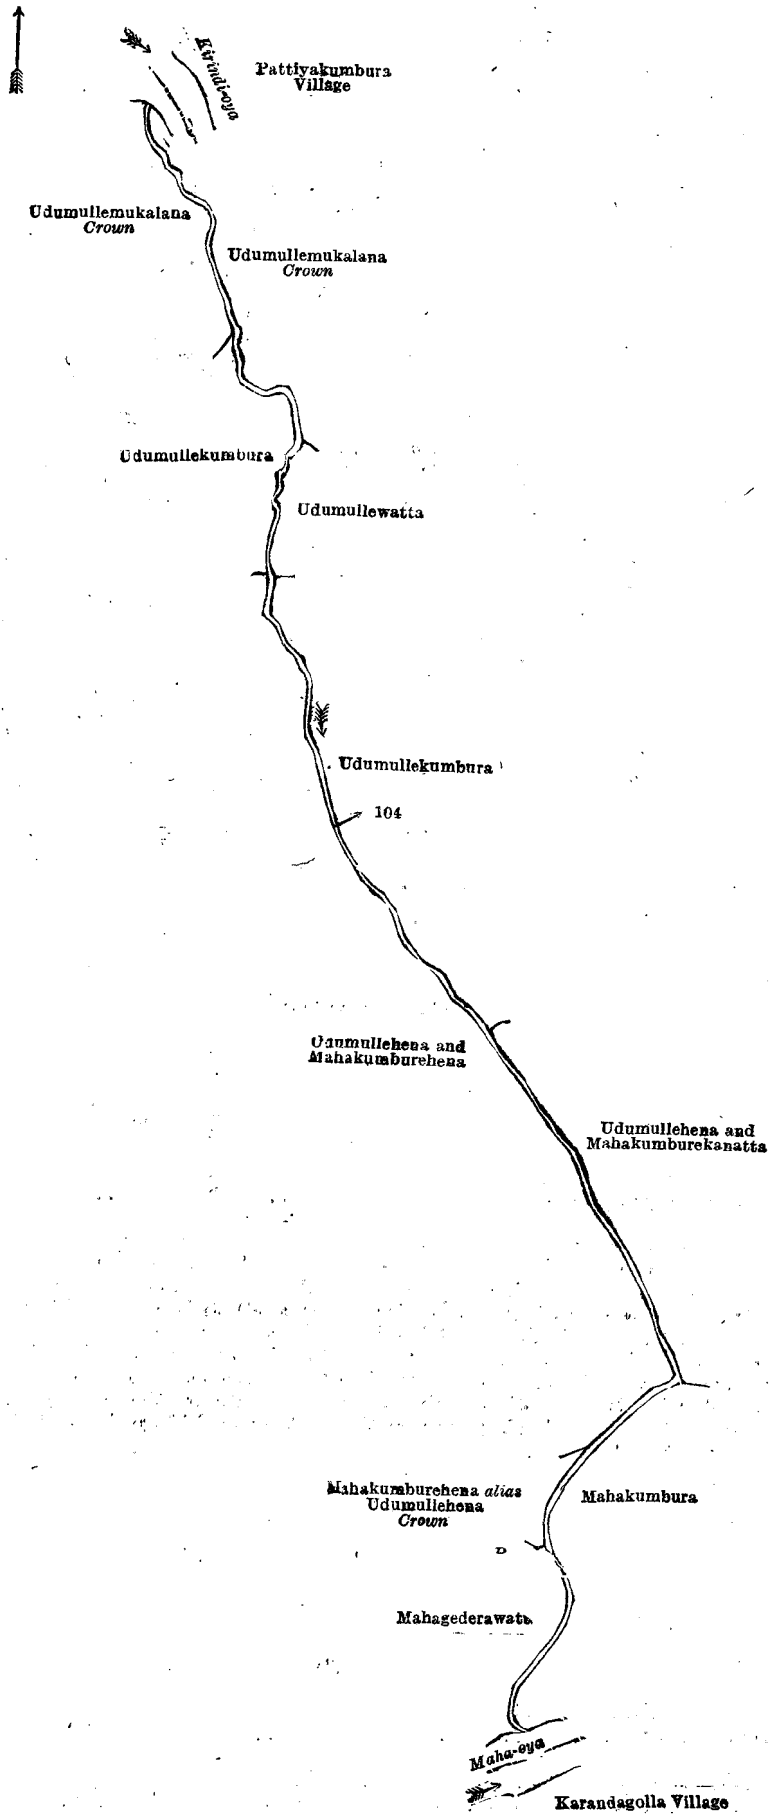 Kirindi-oya
Pattiyakumbura
Village
Udumullemukalana
Crown
Udumullemukalana
Crown
Udumullekumbura
Udumullewatta
Udumullekumbura
104
Udumullehena and
Mahakumburehena
Udumullehena and
Mahakumburekanatta
Mahakumburehena alias
Udumullehena
Crown
Mahakumbura
Mahagederawatta
Maha-oya
Karandagolla Village